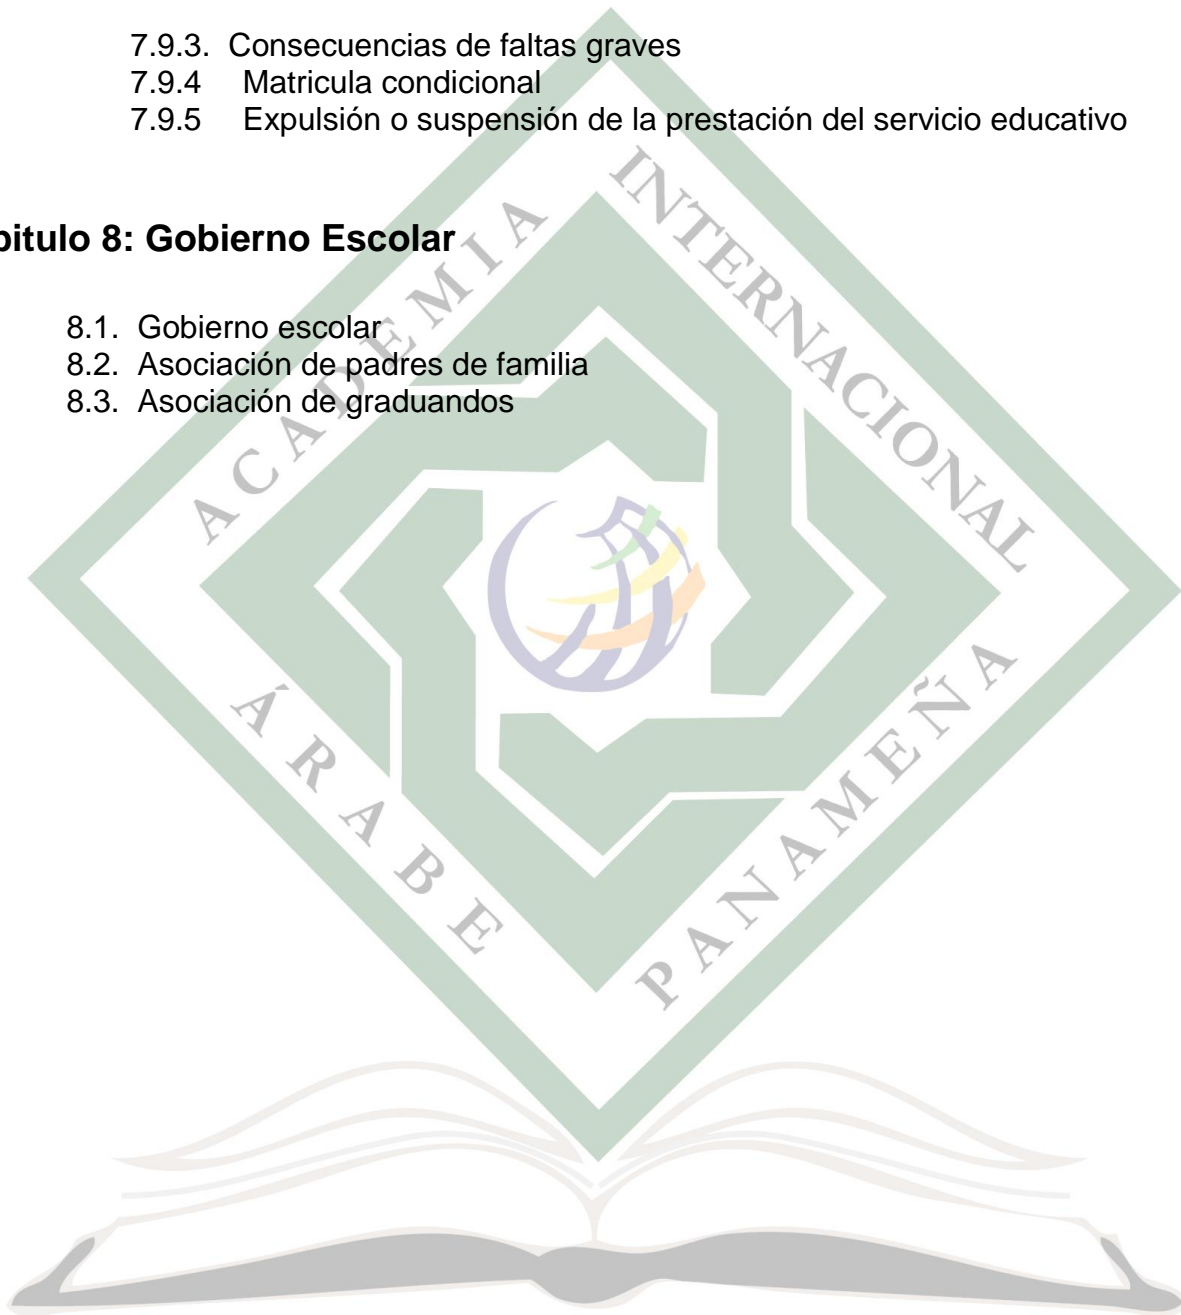 7.9.3. Consecuencias de faltas graves
7.9.4 Matricula condicional
7.9.5 Expulsión o suspensión de la prestación del servicio educativo
pitulo 8: Gobierno Escolar
8.1. Gobierno escolar
8.2. Asociación de padres de familia
8.3. Asociación de graduandos
ACADEMIA INTERNACIONAL
ÁRABE PANAMEÑA